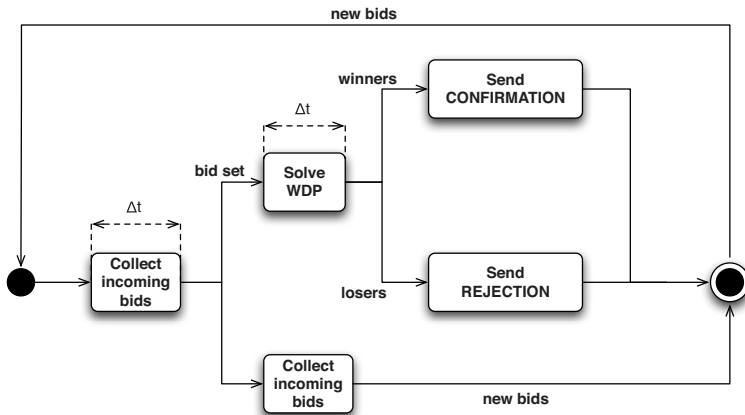 new bids
winners
Send
CONFIRMATION
Δt
bid set
Solve
WDP
Δt
Collect
incoming
bids
losers
Send
REJECTION
Collect
incoming
bids
new bids